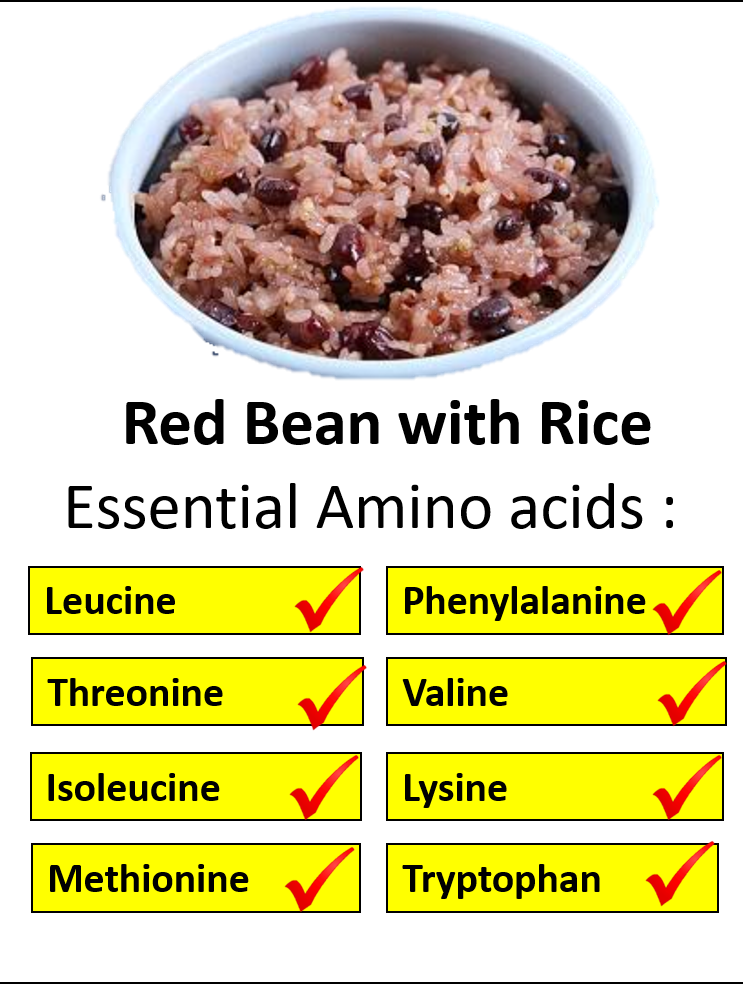 Red Bean with Rice
Essential Amino acids :
Leucine
Phenylalanine
Threonine
Valine
Isoleucine
Lysine
Methionine
Tryptophan